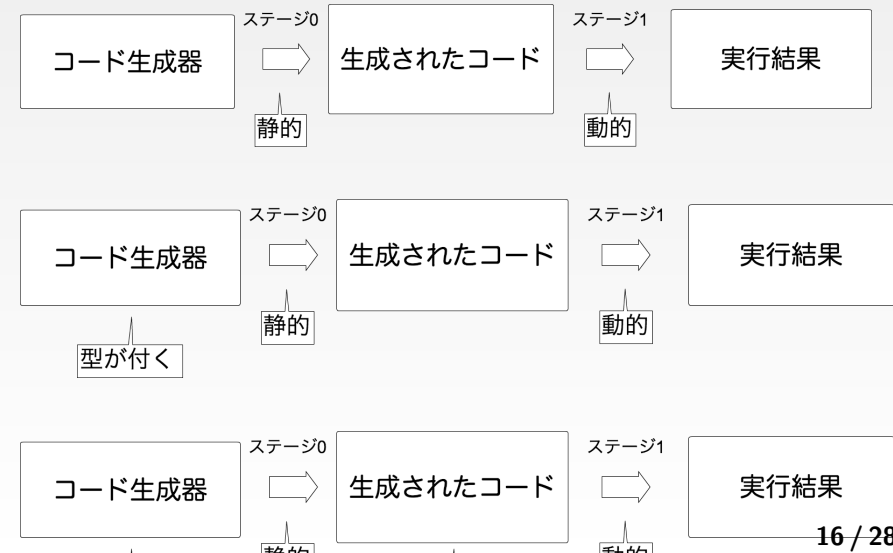 ステージ0 ステージ1
コード生成器 生成されたコード 実行結果
静的 動的
ステージ0 ステージ1
コード生成器 生成されたコード 実行結果
静的 動的
型が付く
ステージ0 ステージ1
コード生成器 生成されたコード 実行結果
16 / 28
静的 動的